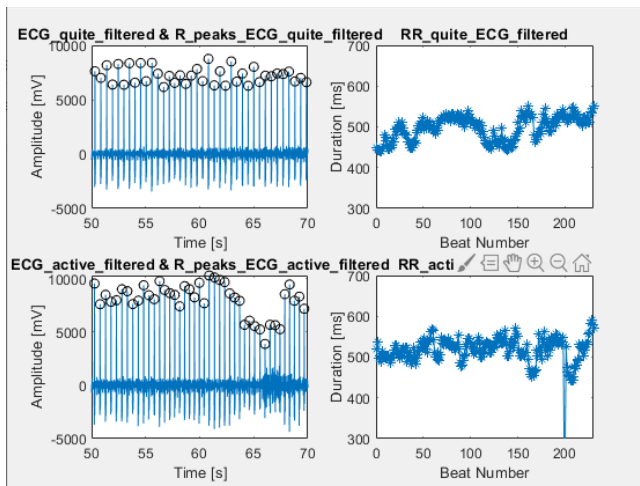 ECG_quite_filtered & R_peaks_ECG_quite_filtered
10000
5000
0
-5000
Amplitude [mV]
50 55 60 65 70
Time [s]
RR_quite_ECG_filtered
700
600
500
400
300
Duration [ms]
0 50 100 150 200
Beat Number
ECG_active_filtered & R_peaks_ECG_active_filtered
10000
5000
0
-5000
Amplitude [mV]
50 55 60 65 70
Time [s]
RR_acti
700
600
500
400
300
Duration [ms]
0 50 100 150 200
Beat Number